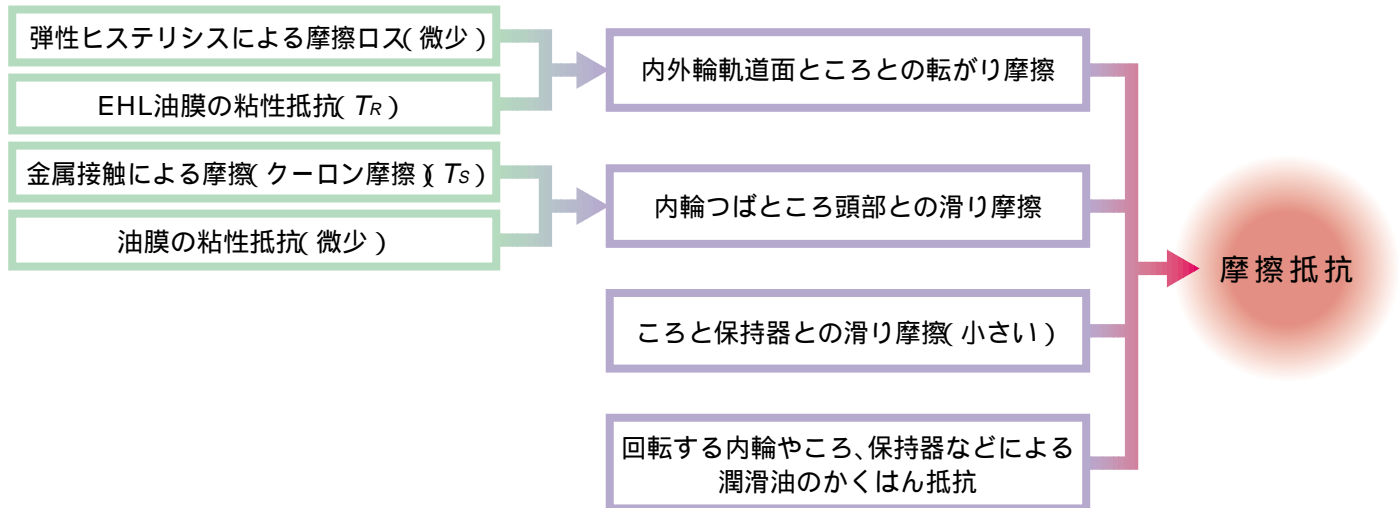 弾性ヒステリシスによる摩擦ロス(微少)
EHL油膜の粘性抵抗(TR)
金属接触による摩擦(クーロン摩擦)(TS)
油膜の粘性抵抗(微少)
内外輪軌道面ところとの転がり摩擦
内輪つばところ頭部との滑り摩擦
ころと保持器との滑り摩擦(小さい)
回転する内輪やころ、保持器などによる
潤滑油のかくはん抵抗
摩擦抵抗